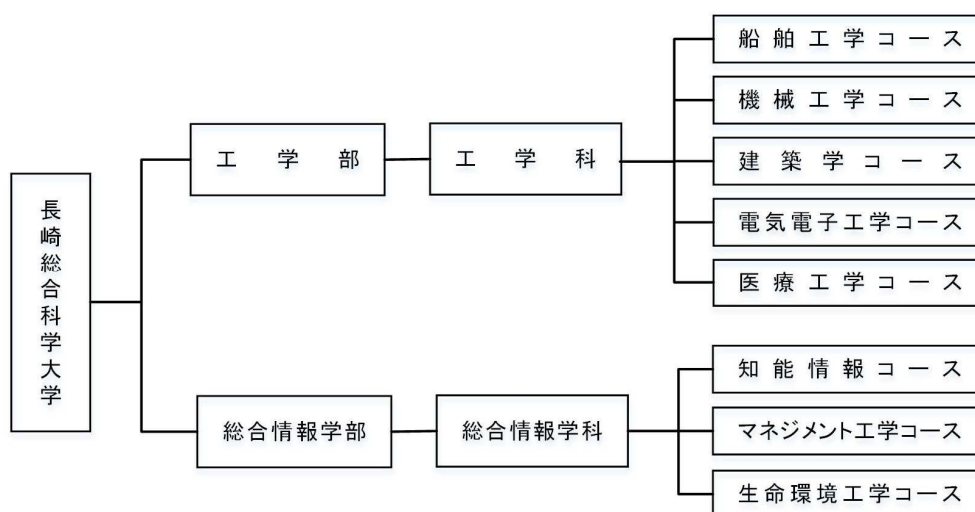 長崎総合科学大学
工学部
工学科
船舶工学コース
機械工学コース
建築学コース
電気電子工学コース
医療工学コース
総合情報学部
総合情報学科
知能情報コース
マネジメント工学コース
生命環境工学コース